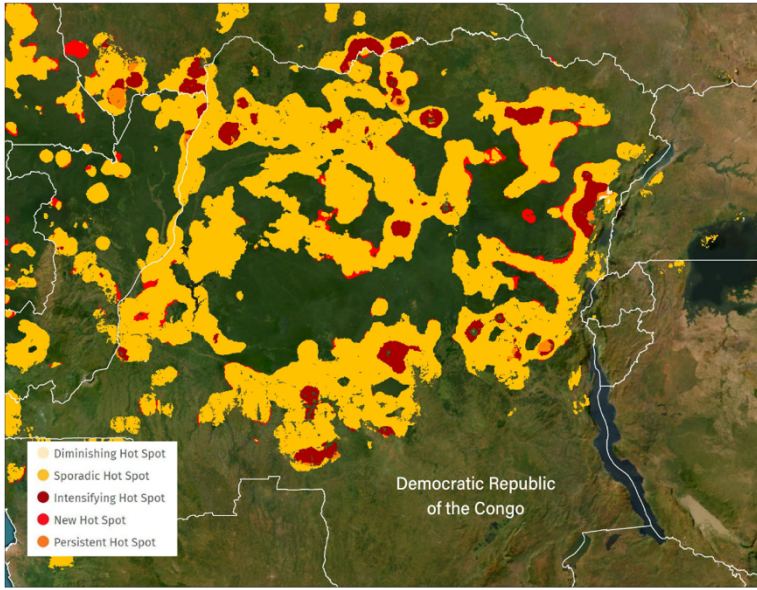 Diminishing Hot Spot
Sporadic Hot Spot
Intensifying Hot Spot
New Hot Spot
Persistent Hot Spot
Democratic Republic
of the Congo